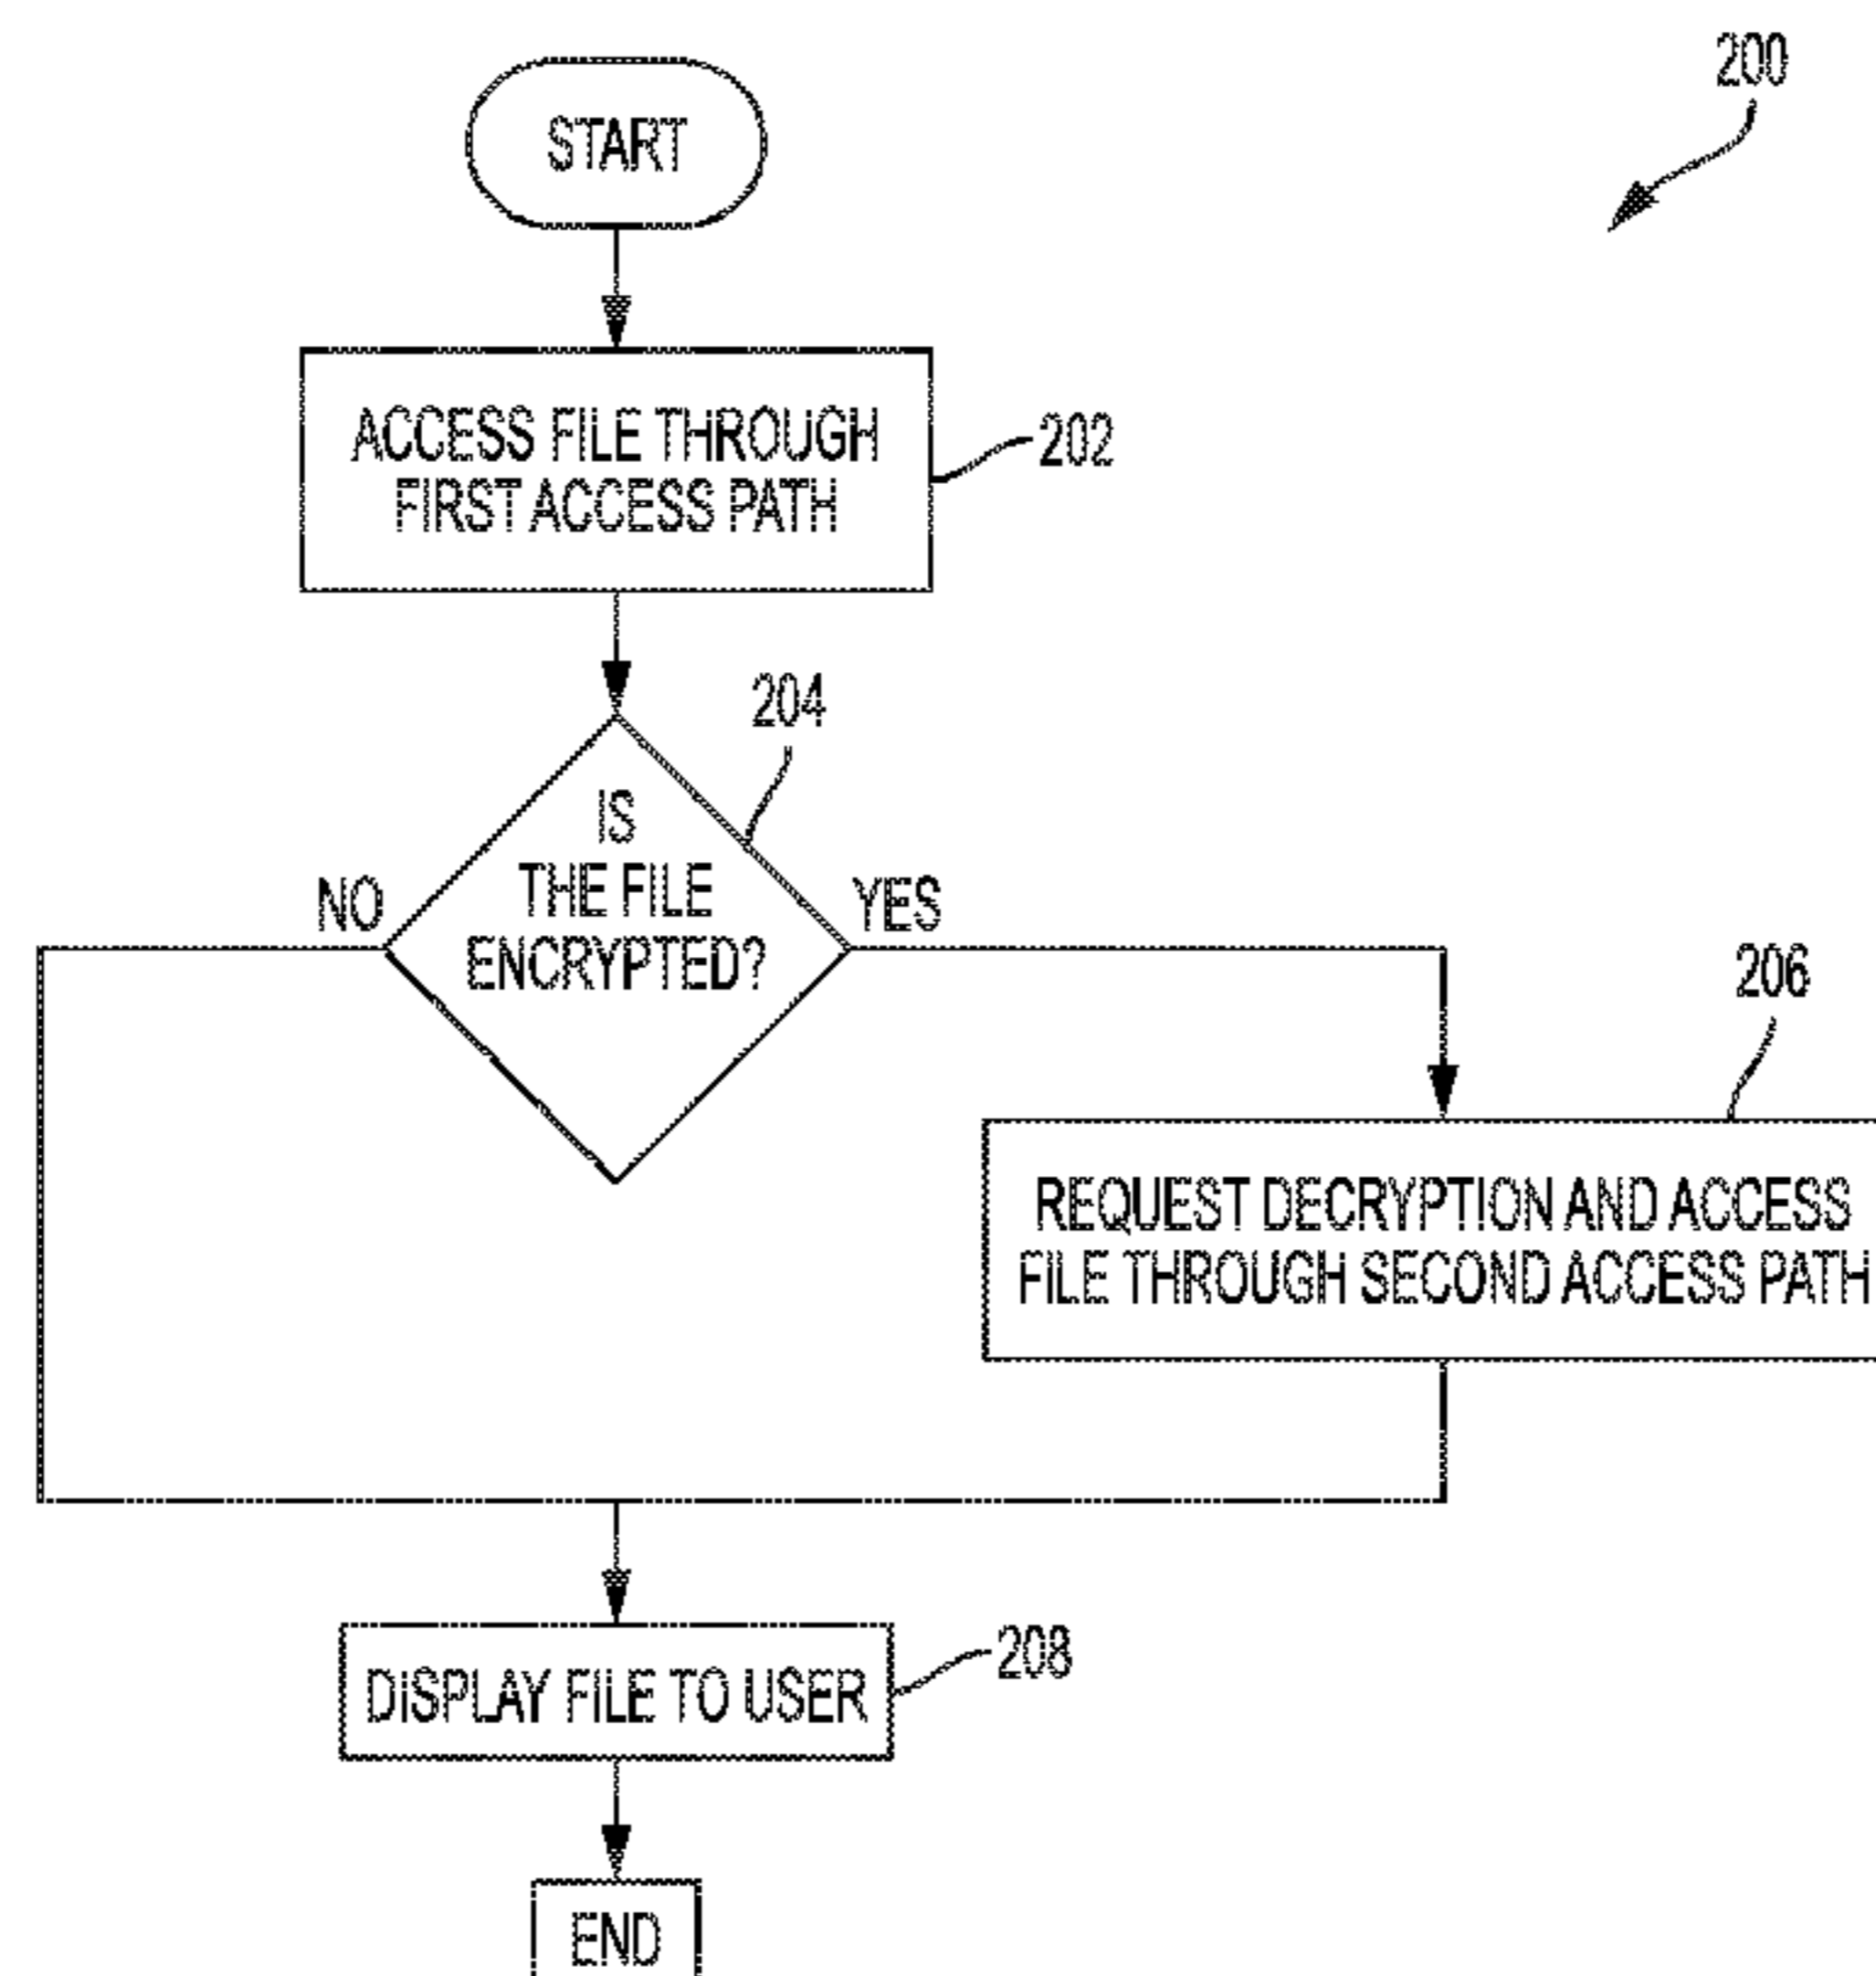 200
START
ACCESS FILE THROUGH
FIRST ACCESS PATH
202
204
IS
THE FILE
ENCRYPTED?
NO
YES
206
REQUEST DECRYPTION AND ACCESS
FILE THROUGH SECOND ACCESS PATH
DISPLAY FILE TO USER
208
END